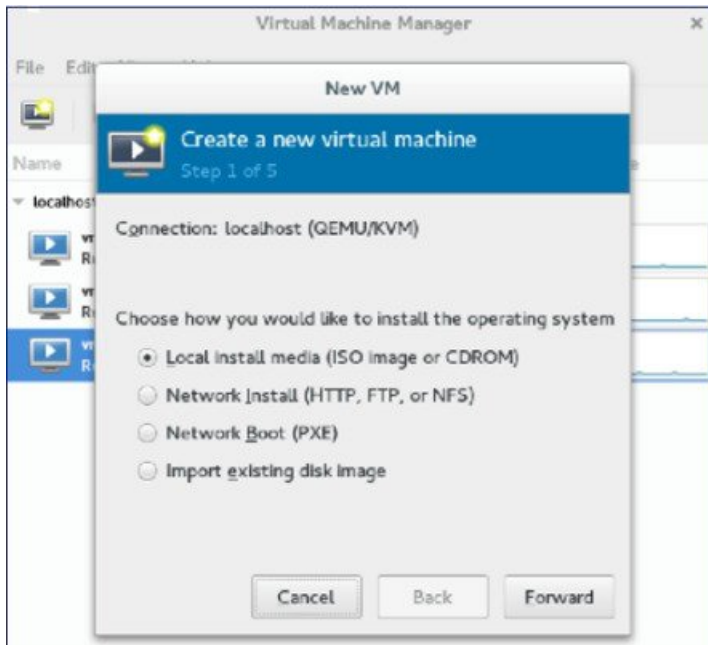 Virtual Machine Manager
File Edit
New VM
Create a new virtual machine
Step 1 of 5
Name
localhos
Connection: localhost (QEMU/KVM)
Choose how you would like to install the operating system
Local install media (ISO image or CDROM)
Network Install (HTTP, FTP, or NFS)
Network Boot (PXE)
Import existing disk image
Cancel Back Forward